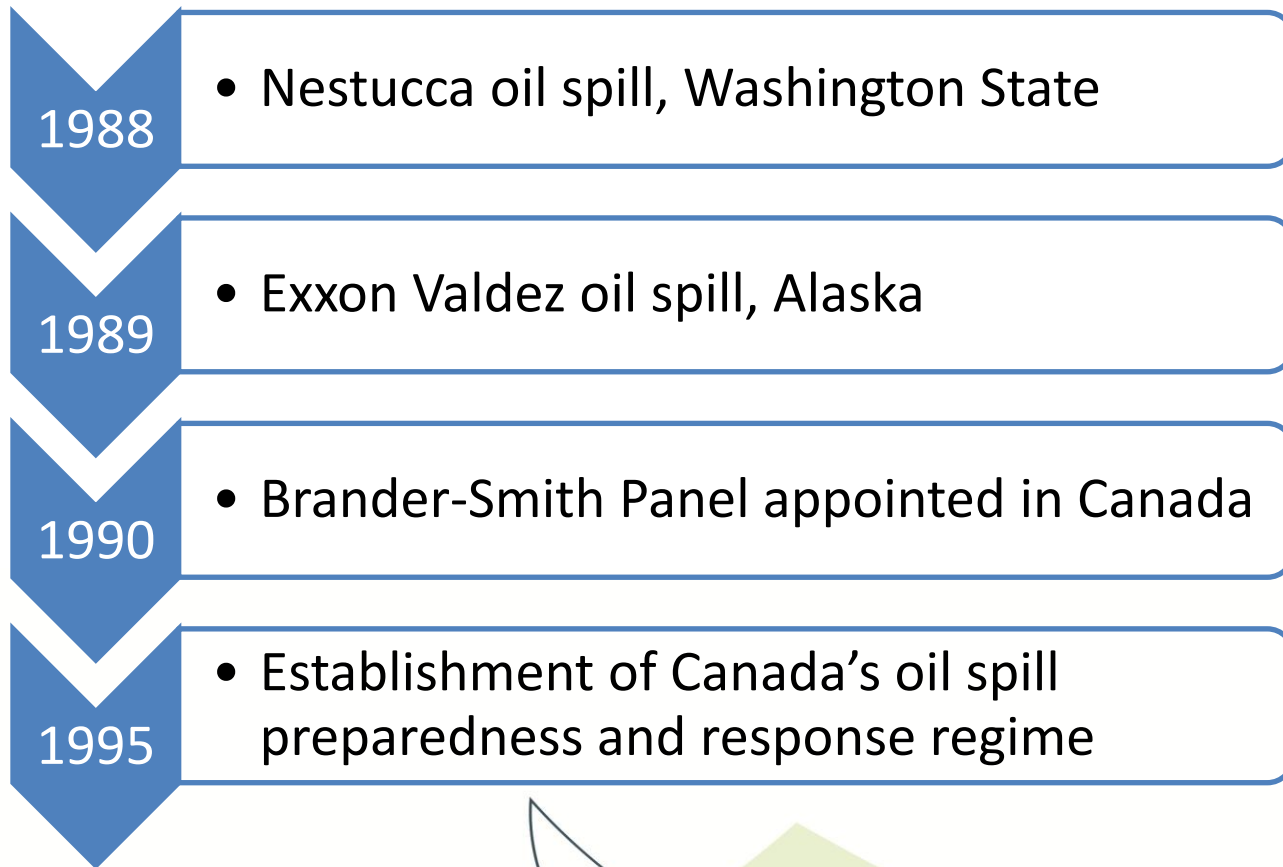 1988
• Nestucca oil spill, Washington State
1989
• Exxon Valdez oil spill, Alaska
1990
• Brander-Smith Panel appointed in Canada
1995
• Establishment of Canada’s oil spill
preparedness and response regime